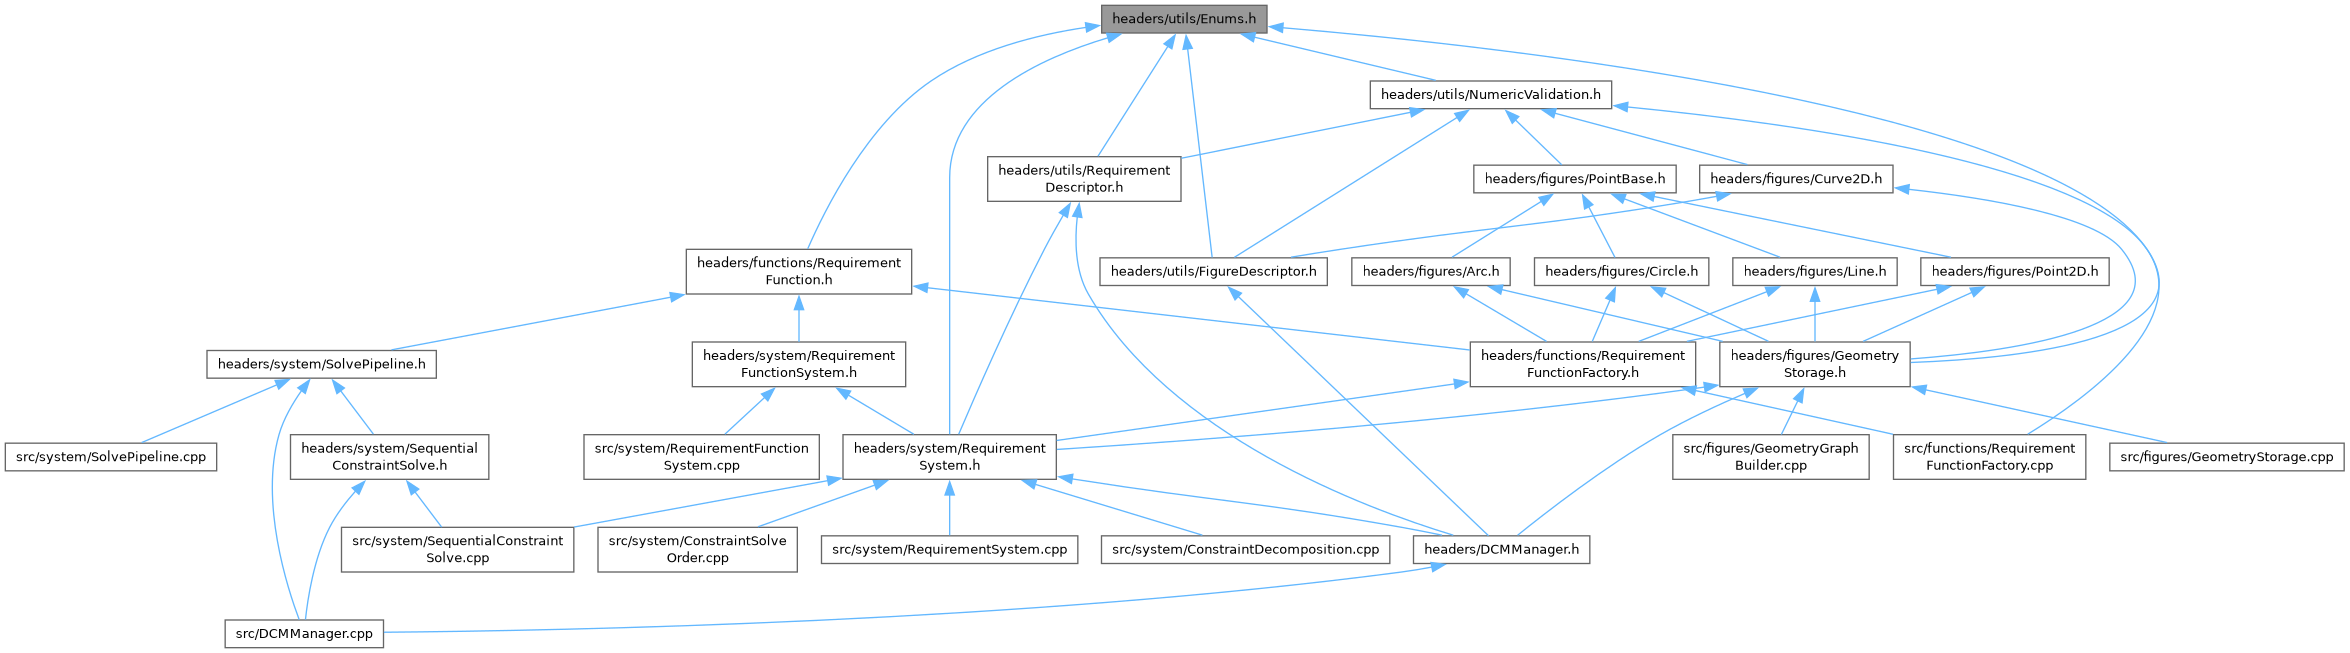 headers/utils/Enums.h
headers/utils/NumericValidation.h
headers/utils/Requirement
Descriptor.h
headers/figures/PointBase.h
headers/figures/Curve2D.h
headers/functions/Requirement
Function.h
headers/utils/FigureDescriptor.h
headers/figures/Arc.h
headers/figures/Circle.h
headers/figures/Line.h
headers/figures/Point2D.h
headers/system/SolvePipeline.h
headers/system/Requirement
FunctionSystem.h
headers/functions/Requirement
FunctionFactory.h
headers/figures/Geometry
Storage.h
src/system/SolvePipeline.cpp
headers/system/Sequential
ConstraintSolve.h
src/system/RequirementFunction
System.cpp
headers/system/Requirement
System.h
src/figures/GeometryGraph
Builder.cpp
src/functions/Requirement
FunctionFactory.cpp
src/figures/GeometryStorage.cpp
src/system/SequentialConstraint
Solve.cpp
src/system/ConstraintSolve
Order.cpp
src/system/RequirementSystem.cpp
src/system/ConstraintDecomposition.cpp
headers/DCMManager.h
src/DCMManager.cpp